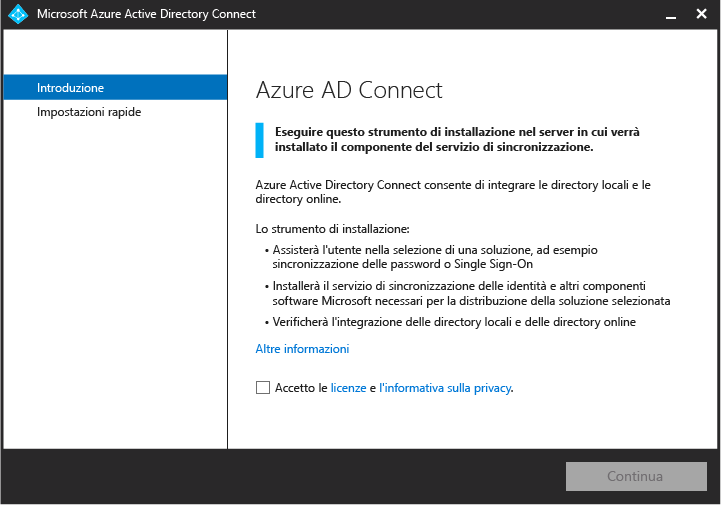 Microsoft Azure Active Directory Connect
Introduzione
Impostazioni rapide
Azure AD Connect
Eseguire questo strumento di installazione nel server in cui verrà
installato il componente del servizio di sincronizzazione.
Azure Active Directory Connect consente di integrare le directory locali e le
directory online.
Lo strumento di installazione:
• Assisterà l'utente nella selezione di una soluzione, ad esempio
sincronizzazione delle password o Single Sign-On
• Installerà il servizio di sincronizzazione delle identità e altri componenti
software Microsoft necessari per la distribuzione della soluzione selezionata
• Verificherà l'integrazione delle directory locali e delle directory online
Altre informazioni
Accetto le licenze e l'informativa sulla privacy.
Continua